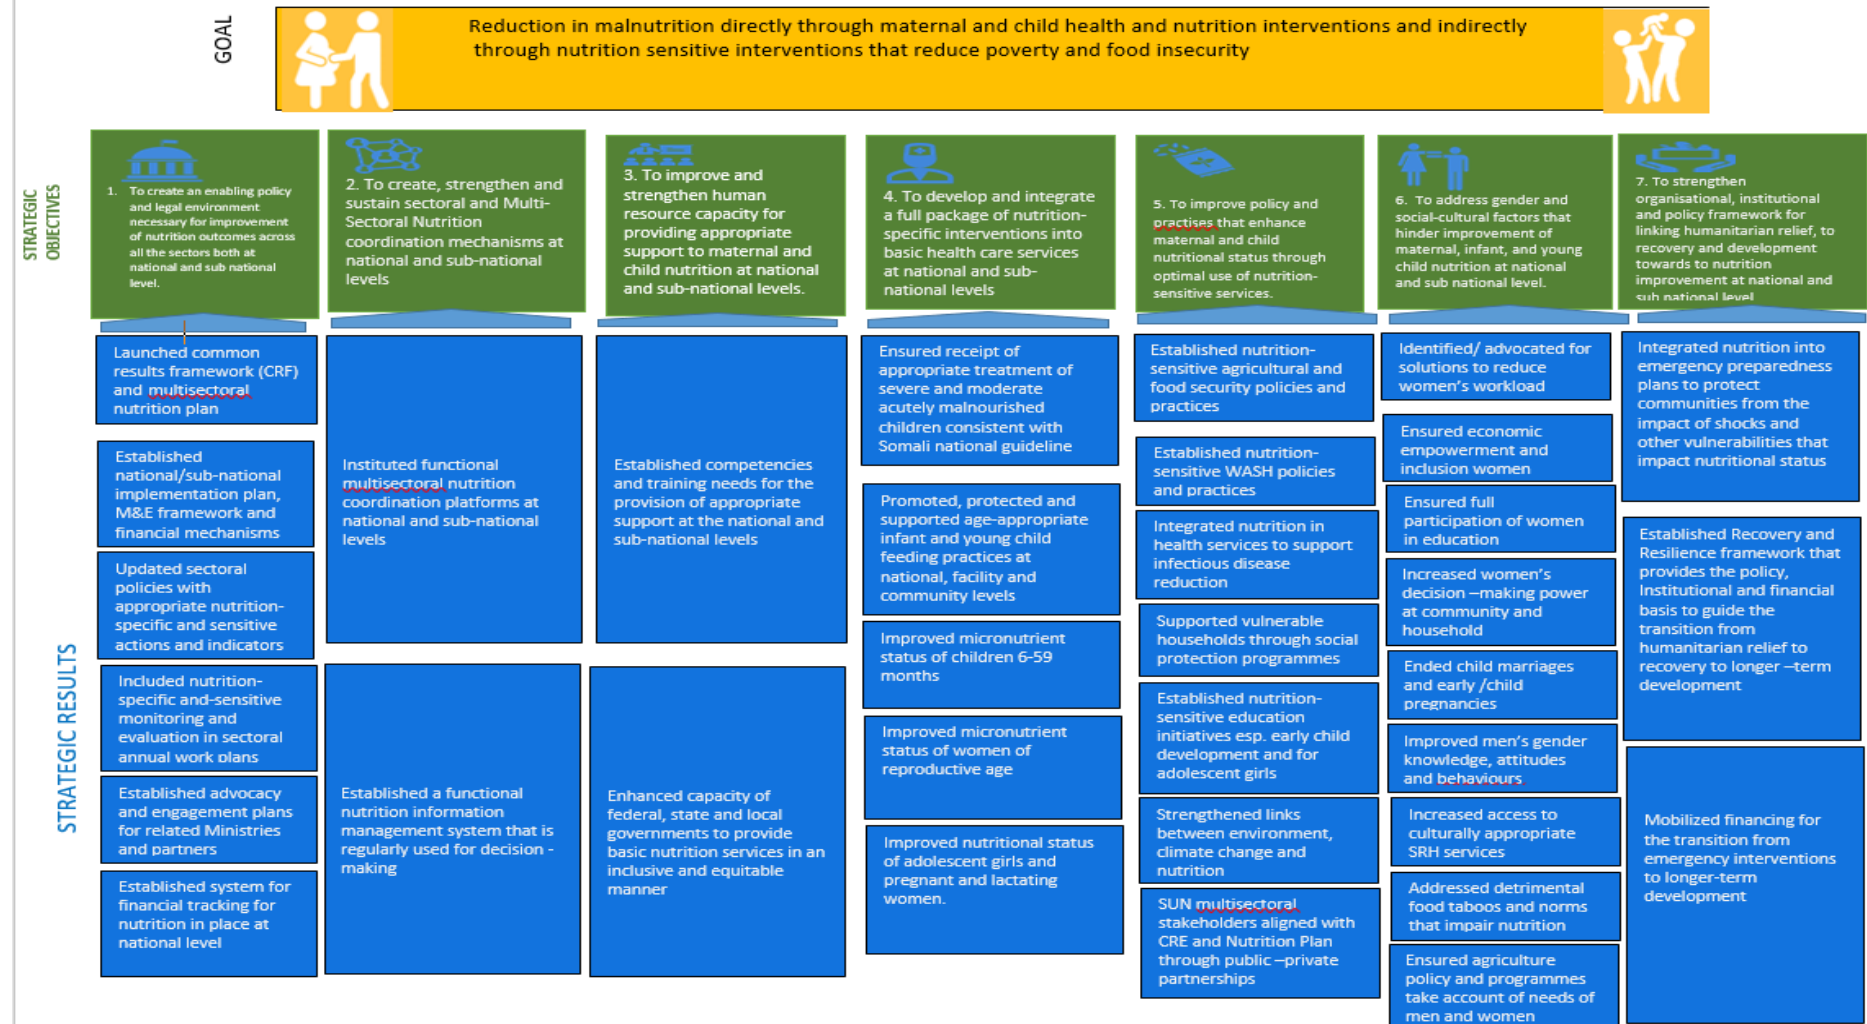 GOAL
Reduction in malnutrition directly through maternal and child health and nutrition interventions and indirectly
through nutrition sensitive interventions that reduce poverty and food insecurity
STRATEGIC
OBJECTIVES
1. To create an enabling policy
and legal environment
necessary for improvement
of nutrition outcomes across
all the sectors both at
national and sub national
level.
2. To create, strengthen and
sustain sectoral and Multi-
Sectoral Nutrition
coordination mechanisms at
national and sub-national
levels
3. To improve and
strengthen human
resource capacity for
providing appropriate
support to maternal and
child nutrition at national
and sub-national levels.
4. To develop and integrate
a full package of nutrition-
specific interventions into
basic health care services
at national and sub-
national levels
5. To improve policy and
practises that enhance
maternal and child
nutritional status through
optimal use of nutrition-
sensitive services.
6. To address gender and
social-cultural factors that
hinder improvement of
maternal, infant, and young
child nutrition at national
and sub national level.
7. To strengthen
organisational, institutional
and policy framework for
linking humanitarian relief, to
recovery and development
towards to nutrition
improvement at national and
sub national level
STRATEGIC RESULTS
Launched common
results framework (CRF)
and multisectoral
nutrition plan
Established
national/sub-national
implementation plan,
M&E framework and
financial mechanisms
Updated sectoral
policies with
appropriate nutrition-
specific and sensitive
actions and indicators
Included nutrition-
specific and-sensitive
monitoring and
evaluation in sectoral
annual work plans
Established advocacy
and engagement plans
for related Ministries
and partners
Established system for
financial tracking for
nutrition in place at
national level
Instituted functional
multisectoral nutrition
coordination platforms at
national and sub-national
levels
Established a functional
nutrition information
management system that is
regularly used for decision -
making
Established competencies
and training needs for the
provision of appropriate
support at the national and
sub-national levels
Enhanced capacity of
federal, state and local
governments to provide
basic nutrition services in an
inclusive and equitable
manner
Ensured receipt of
appropriate treatment of
severe and moderate
acutely malnourished
children consistent with
Somali national guideline
Promoted, protected and
supported age-appropriate
infant and young child
feeding practices at
national, facility and
community levels
Improved micronutrient
status of children 6-59
months
Improved micronutrient
status of women of
reproductive age
Improved nutritional status
of adolescent girls and
pregnant and lactating
women.
Established nutrition-
sensitive agricultural and
food security policies and
practices
Established nutrition-
sensitive WASH policies
and practices
Integrated nutrition in
health services to support
infectious disease
reduction
Supported vulnerable
households through social
protection programmes
Established nutrition-
sensitive education
initiatives esp. early child
development and for
adolescent girls
Strengthened links
between environment,
climate change and
nutrition
SUN multisectoral
stakeholders aligned with
CRE and Nutrition Plan
through public –private
partnerships
Identified/ advocated for
solutions to reduce
women's workload
Ensured economic
empowerment and
inclusion women
Ensured full
participation of women
in education
Increased women's
decision –making power
at community and
household
Ended child marriages
and early /child
pregnancies
Improved men's gender
knowledge, attitudes
and behaviours
Increased access to
culturally appropriate
SRH services
Addressed detrimental
food taboos and norms
that impair nutrition
Ensured agriculture
policy and programmes
take account of needs of
men and women
Integrated nutrition into
emergency preparedness
plans to protect
communities from the
impact of shocks and
other vulnerabilities that
impact nutritional status
Established Recovery and
Resilience framework that
provides the policy,
Institutional and financial
basis to guide the
transition from
humanitarian relief to
recovery to longer –term
development
Mobilized financing for
the transition from
emergency interventions
to longer-term
development